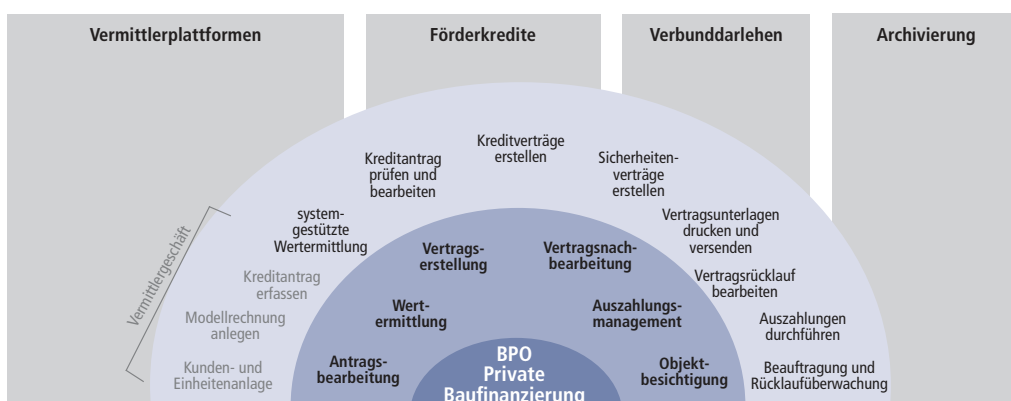 Vermittlerplattformen
Förderkredite
Verbunddarlehen
Archivierung
Vermittlergeschäft
Kunden- und
Einheitenanlage
Modellrechnung
anlegen
Kreditantrag
erfassen
system-
gestützte
Wertermittlung
Kreditantrag
prüfen und
bearbeiten
Kreditverträge
erstellen
Sicherheiten-
verträge
erstellen
Vertragsunterlagen
drucken und
versenden
Vertragsrücklauf
bearbeiten
Auszahlungen
durchführen
Beauftragung und
Rücklaufüberwachung
Antrags-
bearbeitung
Wert-
ermittlung
Vertrags-
erstellung
Vertragsnach-
bearbeitung
Auszahlungs-
management
Objekt-
besichtigung
BPO
Private
Baufinanzierung